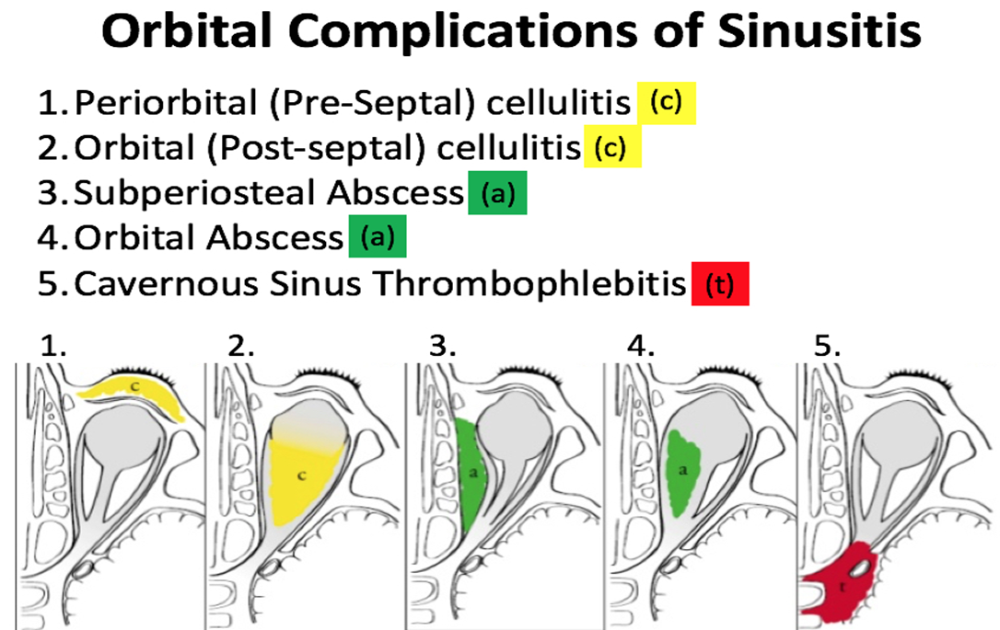 Orbital Complications of Sinusitis
1. Periorbital (Pre-Septal) cellulitis (c)
2. Orbital (Post-septal) cellulitis (c)
3. Subperiosteal Abscess (a)
4. Orbital Abscess (a)
5. Cavernous Sinus Thrombophlebitis (t)
1. 2. 3. 4. 5.
c
c a a
t